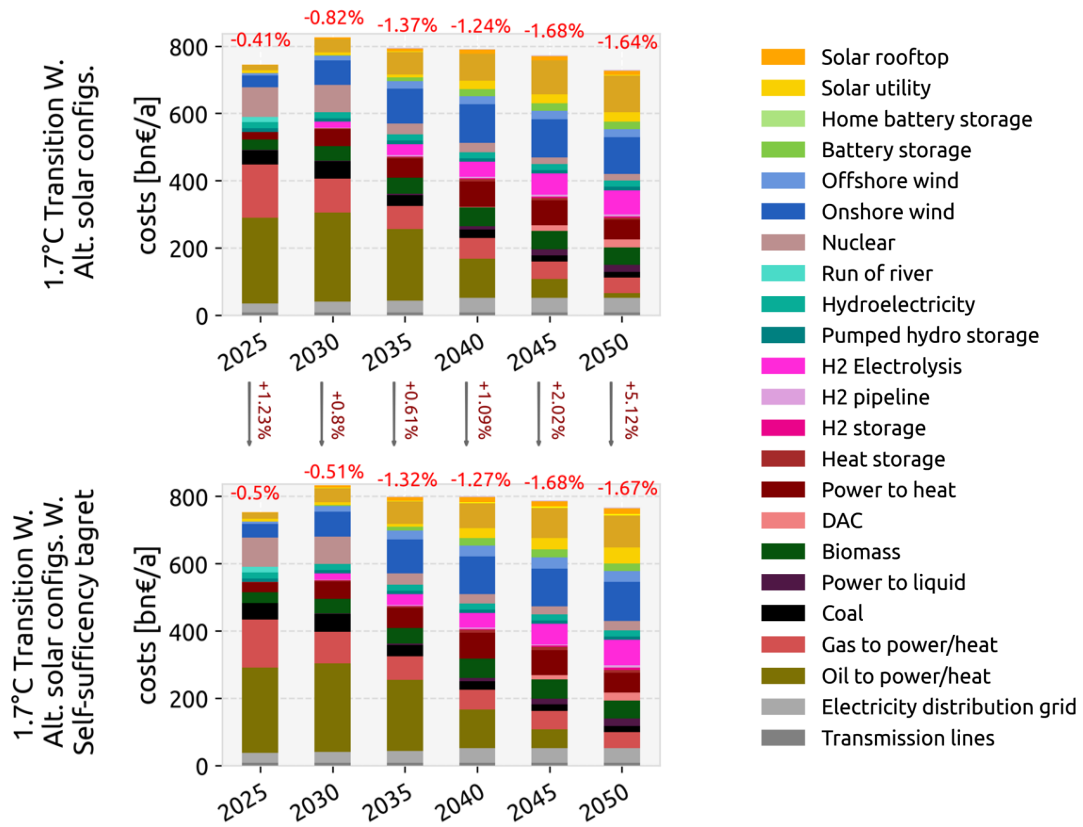 -0.41%
-0.82%
-1.37%
-1.24%
-1.68%
-1.64%
1.7°C Transition W.
Alt. solar configs.
costs [bn€/a]
800
600
400
200
0
2025
2030
2035
2040
2045
2050
+1.23%
+0.8%
+0.61%
+1.09%
+2.02%
+5.12%
-0.5%
-0.51%
-1.32%
-1.27%
-1.68%
-1.67%
1.7°C Transition W.
Alt. solar configs. W.
Self-sufficency tagret
costs [bn€/a]
800
600
400
200
0
2025
2030
2035
2040
2045
2050
Solar rooftop
Solar utility
Home battery storage
Battery storage
Offshore wind
Onshore wind
Nuclear
Run of river
Hydroelectricity
Pumped hydro storage
H2 Electrolysis
H2 pipeline
H2 storage
Heat storage
Power to heat
DAC
Biomass
Power to liquid
Coal
Gas to power/heat
Oil to power/heat
Electricity distribution grid
Transmission lines